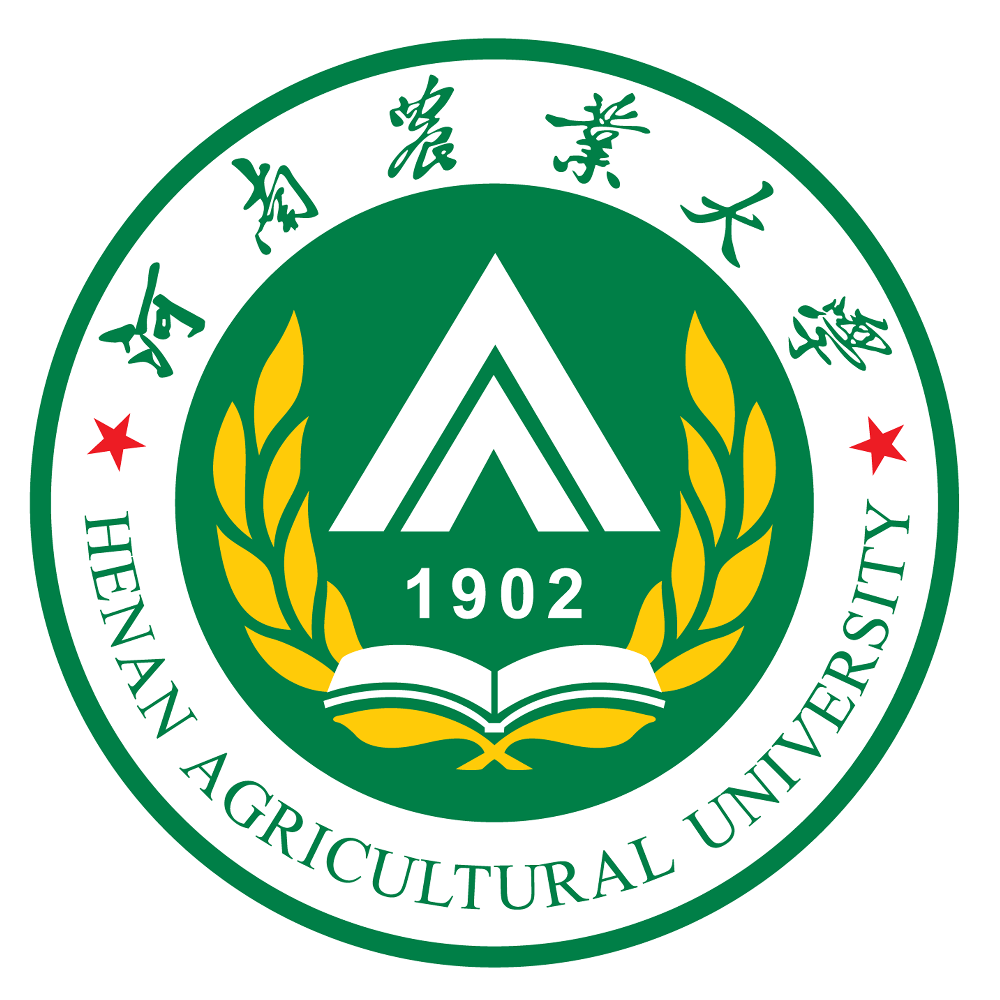 河南農業大學
1902
HENAN AGRICULTURAL UNIVERSITY